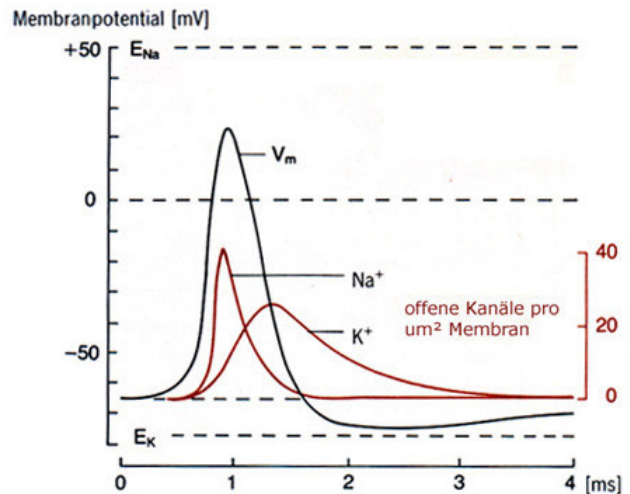 Membranpotential [mV]
+50
E_Na
V_m
0
40
Na⁺
offene Kanäle pro
um² Membran
K⁺
20
-50
0
E_K
0
1
2
3
4 [ms]